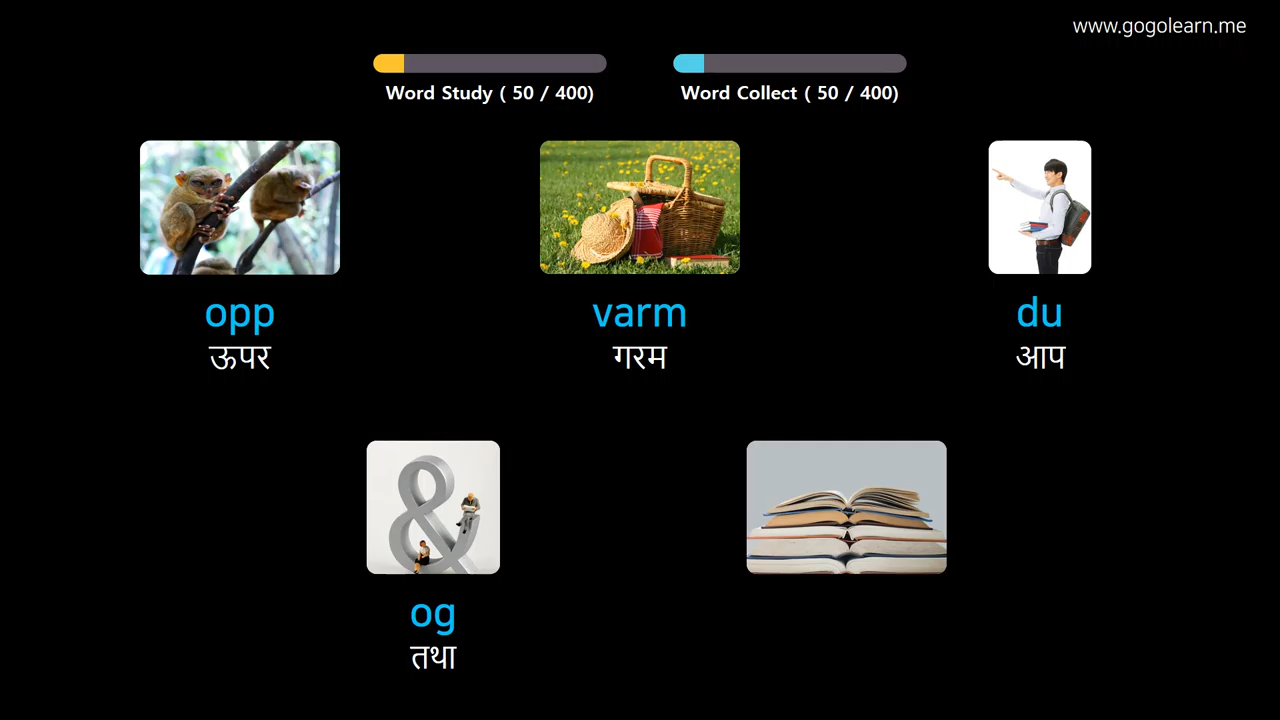 www.gogolearn.me
Word Study ( 50 / 400)
Word Collect ( 50 / 400)
opp
ऊपर
varm
गरम
du
आप
og
तथा